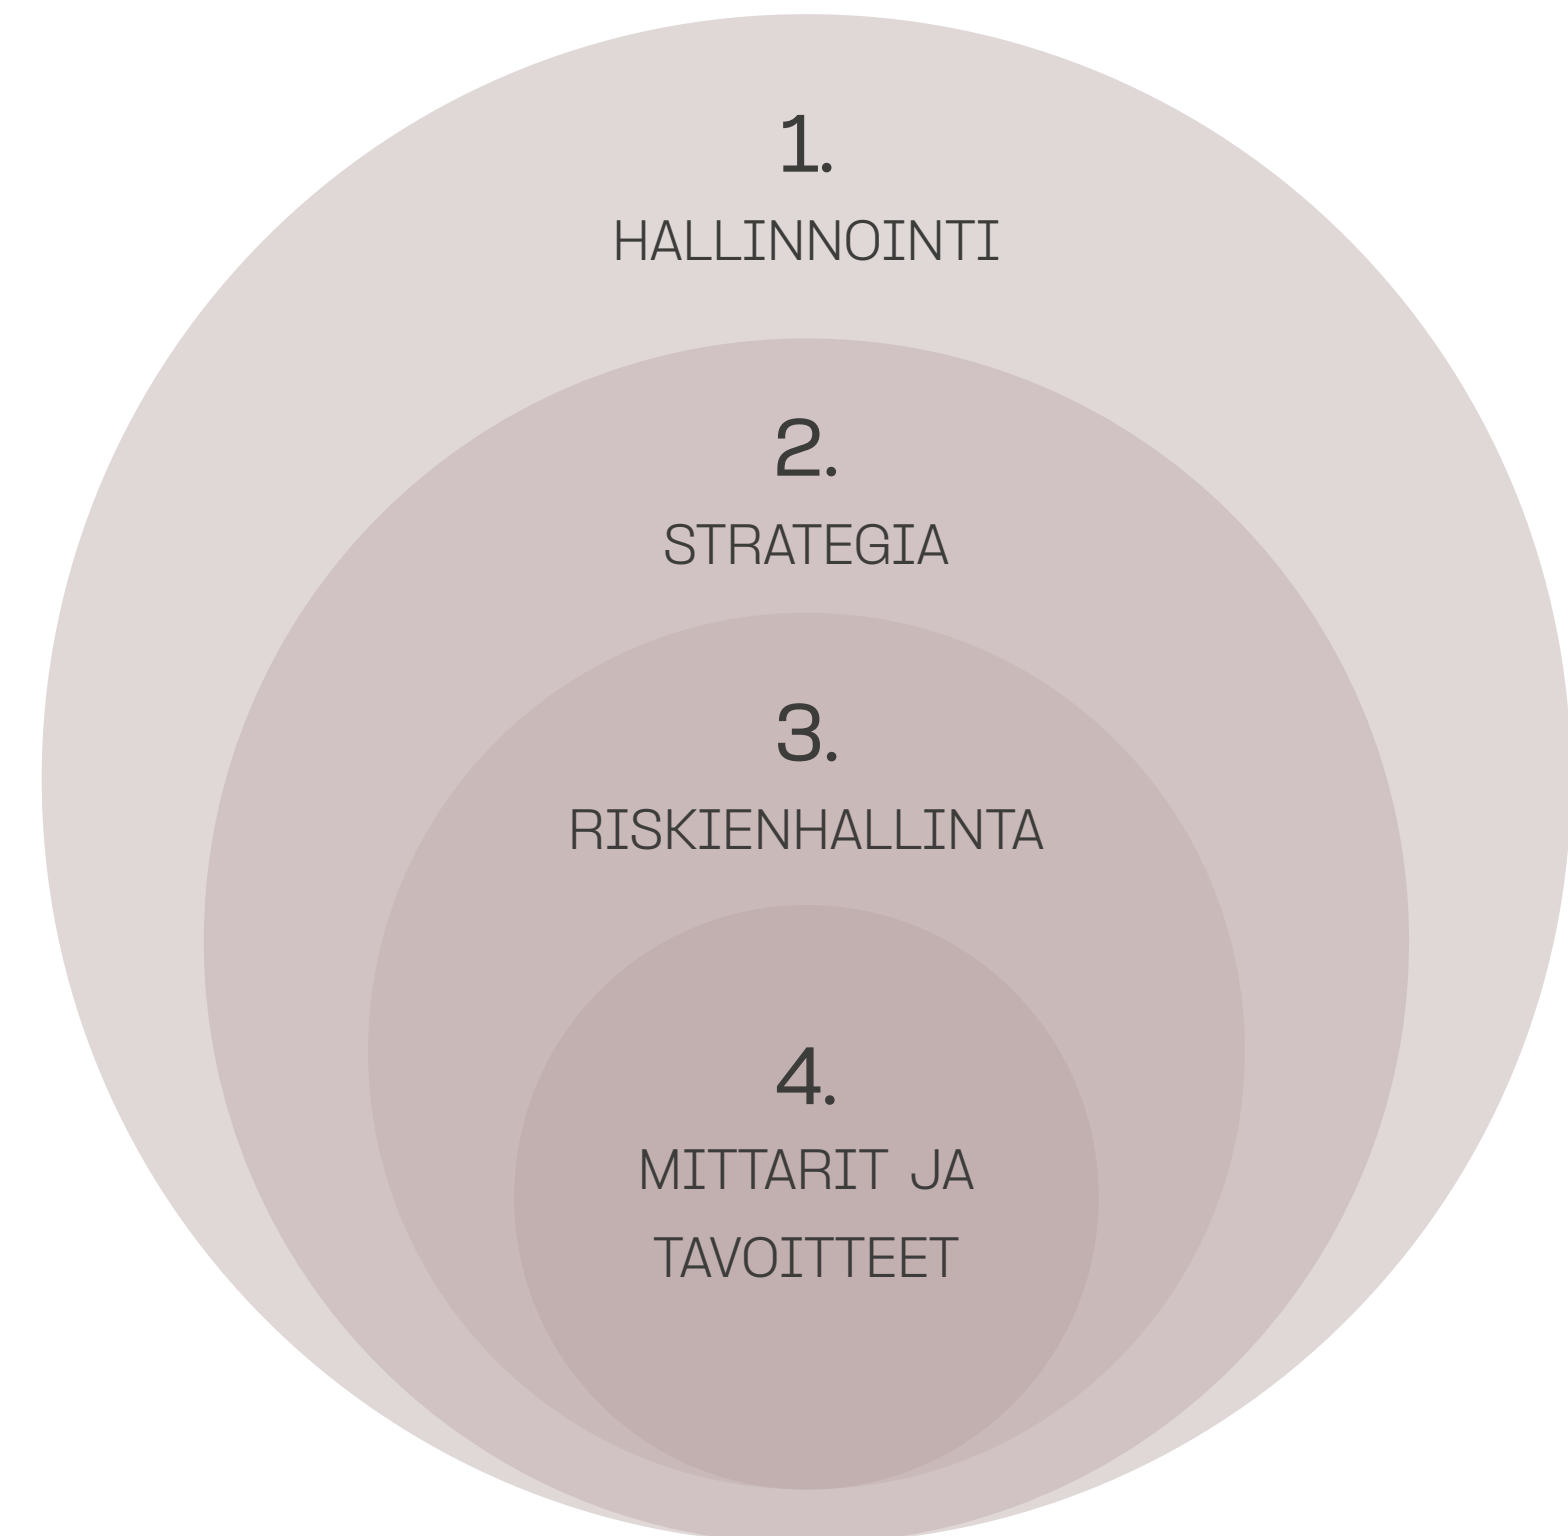 1.
HALLINNOINTI
2.
STRATEGIA
3.
RISKIENHALLINTA
4.
MITTARIT JA
TAVOITTEET